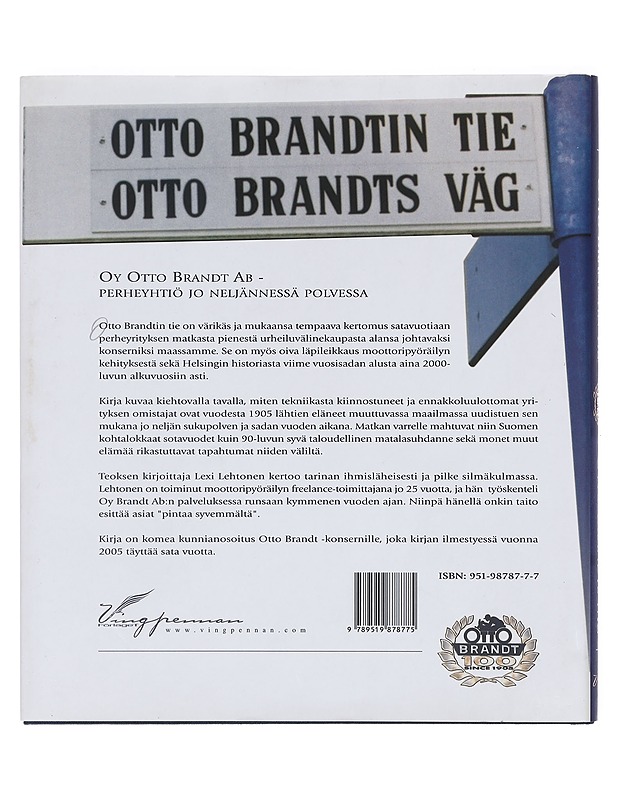 OTTO BRANDTIN TIE
OTTO BRANDTS VÄG
OY OTTO BRANDT AB -
PERHEYHTIÖ JO NELJÄNNESSÄ POLVESSA
Otto Brandtin tie on värikäs ja mukaansa tempaava kertomus satavuotiaan
perheyrityksen matkasta pienestä urheiluvälinekaupasta alansa johtavaksi
konserniksi maassamme. Se on myös oiva läpileikkaus moottoripyöräilyn
kehityksestä sekä Helsingin historiasta viime vuosisadan alusta aina 2000-
luvun alkuvuosiin asti.
Kirja kuvaa kiehtovalla tavalla, miten tekniikasta kiinnostuneet ja ennakkoluulottomat yri-
tyksen omistajat ovat vuodesta 1905 lähtien eläneet muuttuvassa maailmassa uudistuen sen
mukana jo neljän sukupolven ja sadan vuoden aikana. Matkan varrelle mahtuvat niin Suomen
kohtalokkaat sotavuodet kuin 90-luvun syvä taloudellinen matalasuhdanne sekä monet muut
elämää rikastuttavat tapahtumat niiden väliltä.
Teoksen kirjoittaja Lexi Lehtonen kertoo tarinan ihmisläheisesti ja pilke silmäkulmassa.
Lehtonen on toiminut moottoripyöräilyn freelance-toimittajana jo 25 vuotta, ja hän työskenteli
Oy Brandt Ab:n palveluksessa runsaan kymmenen vuoden ajan. Niinpä hänellä onkin taito
esittää asiat "pintaa syvemmältä".
Kirja on komea kunnianosoitus Otto Brandt -konsernille, joka kirjan ilmestyessä vuonna
2005 täyttää sata vuotta.
ISBN: 951-98787-7-7
Vingpennan
Förlaget
www.vingpennan.com
9 789519 878775
OTTO
BRANDT
100
SINCE 1905